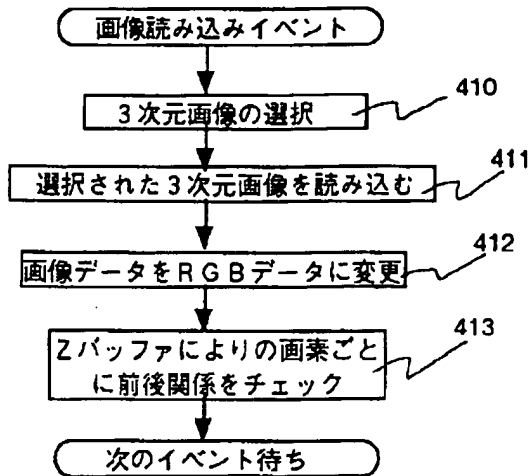 画像読み込みイベント
410
3次元画像の選択
411
選択された3次元画像を読み込む
412
画像データをRGBデータに変更
413
Zバッファによりの画素ごと
に前後関係をチェック
次のイベント待ち